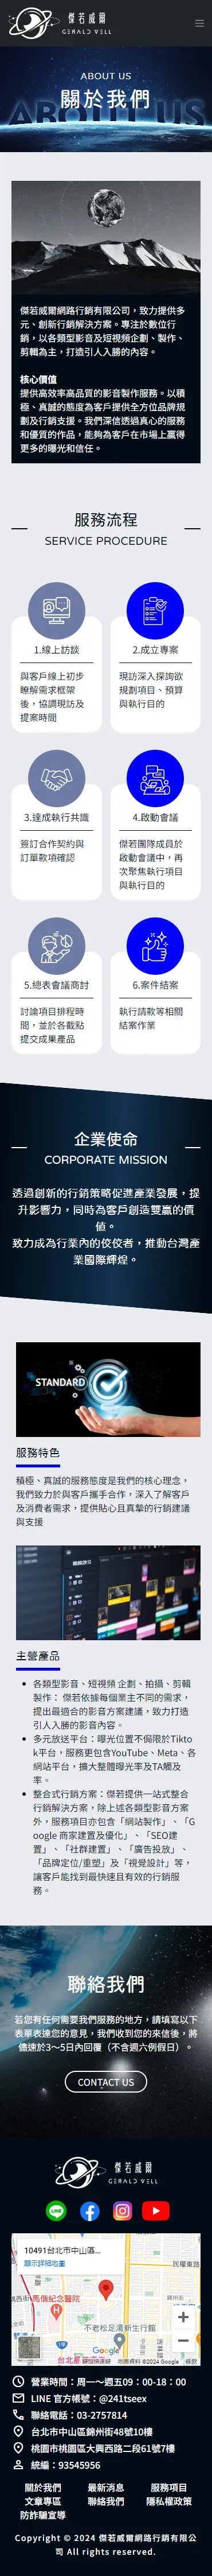 傑若威爾
GERALD WELL
ABOUT US
關於我們
ABOUT US
傑若威爾網路行銷有限公司，致力提供多
元、創新行銷解決方案。專注於數位行
銷，以各類型影音及短視頻企劃、製作、
剪輯為主，打造引人入勝的內容。
核心價值
提供高效率高品質的影音製作服務。以積
極、真誠的態度為客戶提供全方位品牌規
劃及行銷支援。我們深信透過真心的服務
和優質的作品，能夠為客戶在市場上贏得
更多的曝光和信任。
服務流程
SERVICE PROCEDURE
1.線上訪談
與客戶線上初步
瞭解需求框架
後，協調現訪及
提案時間
2.成立專案
現訪深入探詢欲
規劃項目、預算
與執行目的
3.達成執行共識
簽訂合作契約與
訂單款項確認
4.啟動會議
傑若團隊成員於
啟動會議中，再
次聚焦執行項目
與執行目的
5.總表會議商討
討論項目排程時
間，並於各截點
提交成果產品
6.案件結案
執行請款等相關
結案作業
企業使命
CORPORATE MISSION
透過創新的行銷策略促進產業發展，提
升影響力，同時為客戶創造雙贏的價
值。
致力成為行業內的佼佼者，推動台灣產
業國際輝煌。
STANDARD
服務特色
積極、真誠的服務態度是我們的核心理念，
我們致力於與客戶攜手合作，深入了解客戶
及消費者需求，提供貼心且真摯的行銷建議
與支援
主營產品
各類型影音、短視頻 企劃、拍攝、剪輯
製作： 傑若依據每個業主不同的需求，
提出最適合的影音方案建議，致力打造
引人入勝的影音內容。
多元放送平台：曝光位置不侷限於Tikto
k平台，服務更包含YouTube、Meta、各
網站平台，擴大整體曝光率及TA觸及
率。
整合式行銷方案：傑若提供一站式整合
行銷解決方案，除上述各類型影音方案
外，服務項目亦包含「網站製作」、「G
oogle 商家建置及優化」、「SEO建
置」、「社群建置」、「廣告投放」、
「品牌定位/重塑」及「視覺設計」等，
讓客戶能找到最快速且有效的行銷服
務。
聯絡我們
若您有任何需要我們服務的地方，請填寫以下
表單表達您的意見，我們收到您的來信後，將
儘速於3～5日內回覆（不含週六例假日）。
CONTACT US
傑若威爾
GERALD WELL
LINE
10491台北市中山區...
顯示詳細地圖
民權東路
錦州街
馬偕紀念醫院
不老松足湯新生行館
Google
鍵盤快速鍵 地圖資料 ©2024 Google 條款
營業時間：周一～週五09：00-18：00
LINE 官方帳號：@241tseex
聯絡電話：03-2757814
台北市中山區錦州街48號10樓
桃園市桃園區大興西路二段61號7樓
統編：93545956
關於我們 最新消息 服務項目
文章專區 聯絡我們 隱私權政策
防詐騙宣導
Copyright © 2024 傑若威爾網路行銷有限公
司 All rights reserved.